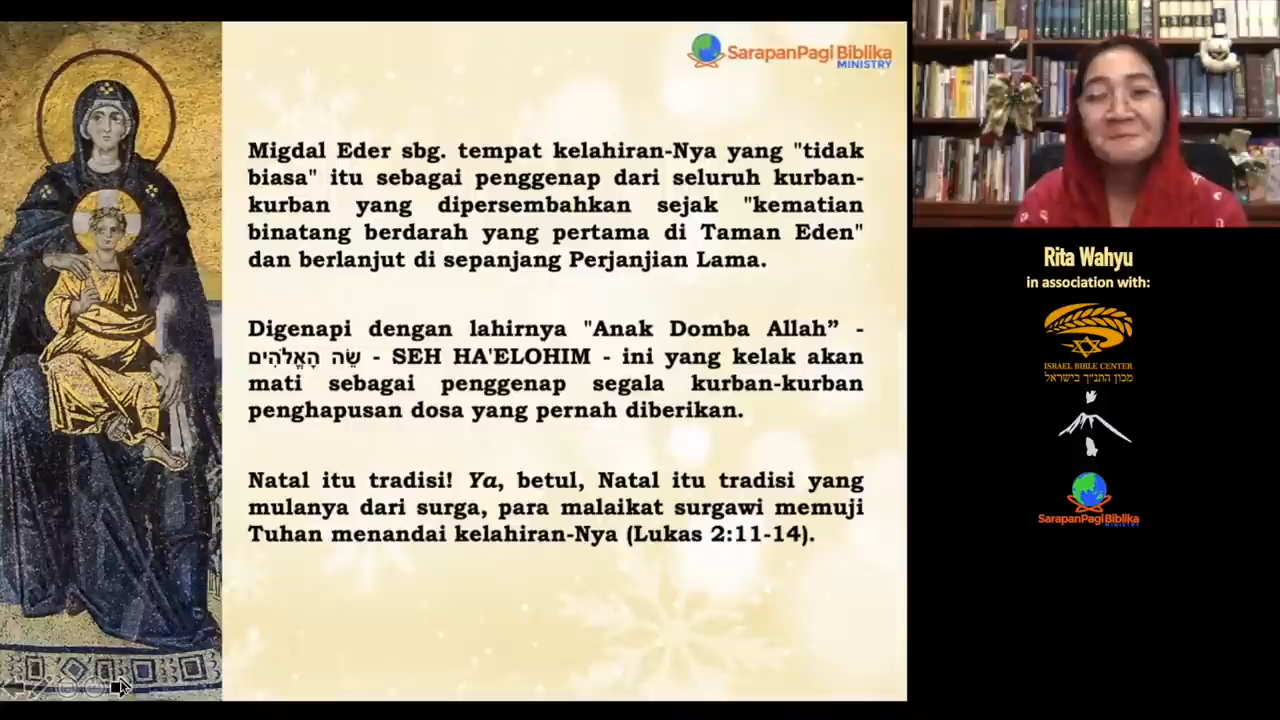 SarapanPagi Biblika
MINISTRY
Migdal Eder sbg. tempat kelahiran-Nya yang "tidak
biasa" itu sebagai penggenap dari seluruh kurban-
kurban yang dipersembahkan sejak "kematian
binatang berdarah yang pertama di Taman Eden"
dan berlanjut di sepanjang Perjanjian Lama.
Digenapi dengan lahirnya "Anak Domba Allah” -
שֵׂה הָאֱלֹהִים - SEH HA'ELOHIM - ini yang kelak akan
mati sebagai penggenap segala kurban-kurban
penghapusan dosa yang pernah diberikan.
Natal itu tradisi! Ya, betul, Natal itu tradisi yang
mulanya dari surga, para malaikat surgawi memuji
Tuhan menandai kelahiran-Nya (Lukas 2:11-14).
Rita Wahyu
in association with:
ISRAEL BIBLE CENTER
מכון התנ״ך בישראל
SarapanPagi Biblika
MINISTRY